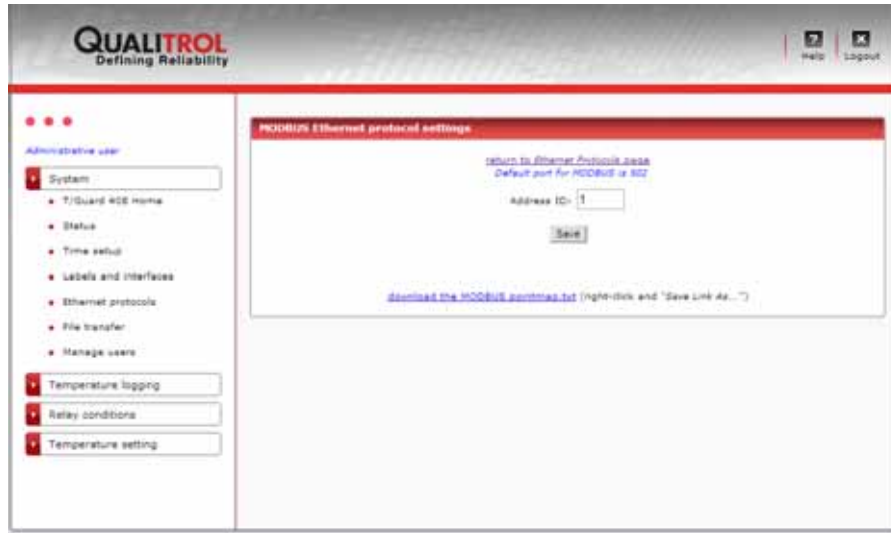 QUALITROL
Defining Reliability
Help
Logout
Administrative user
System
T/Guard 408 Home
Status
Time setup
Labels and interfaces
Ethernet protocols
File transfer
Manage users
Temperature logging
Relay conditions
Temperature setting
MODBUS Ethernet protocol settings
return to Ethernet Protocols page
Default port for MODBUS is 502
Address ID: 1
Save
download the MODBUS pointmap.txt (right-click and "Save Link As...")